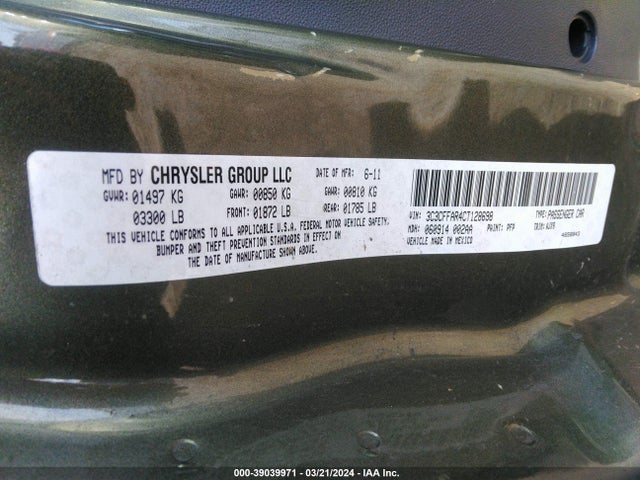 MFD BY CHRYSLER GROUP LLC DATE OF MFR: 6-11
GVWR: 01497 KG GAWR: 00850 KG GAWR: 00810 KG
03300 LB FRONT: 01872 LB REAR: 01785 LB
THIS VEHICLE CONFORMS TO ALL APPLICABLE U.S.A. FEDERAL MOTOR VEHICLE SAFETY,
BUMPER AND THEFT PREVENTION STANDARDS IN EFFECT ON
THE DATE OF MANUFACTURE SHOWN ABOVE.
VIN: 3C3CFFAR4CT128698 TYPE: PASSENGER CAR
MDH: 060914 002AA PAINT: PFP TRIM: AJX9
VEHICLE MADE IN MEXICO
000-39039971 - 03/21/2024 - IAA Inc.